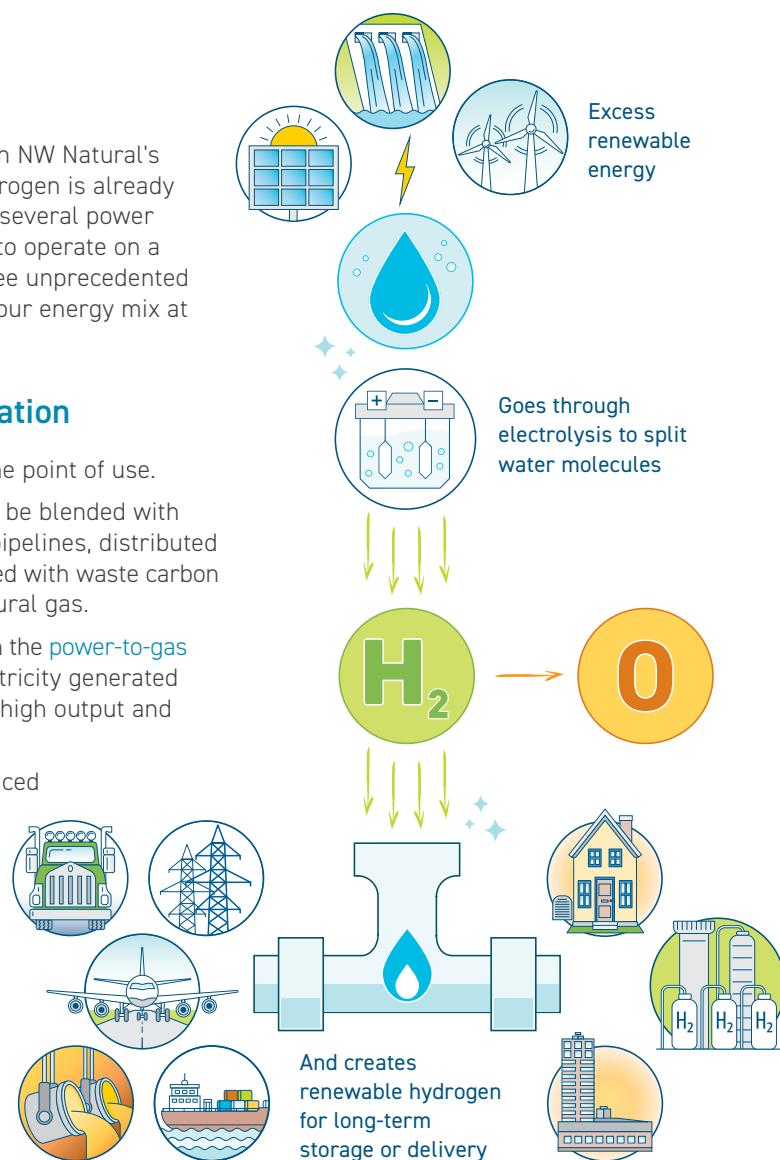 n NW Natural's
rogen is already
several power
to operate on a
ee unprecedented
our energy mix at
ation
ne point of use.
be blended with
pipelines, distributed
ed with waste carbon
ural gas.
n the power-to-gas
ctricity generated
high output and
ced
Excess
renewable
energy
+ −
Goes through
electrolysis to split
water molecules
H2
O
H2 H2 H2
And creates
renewable hydrogen
for long-term
storage or delivery